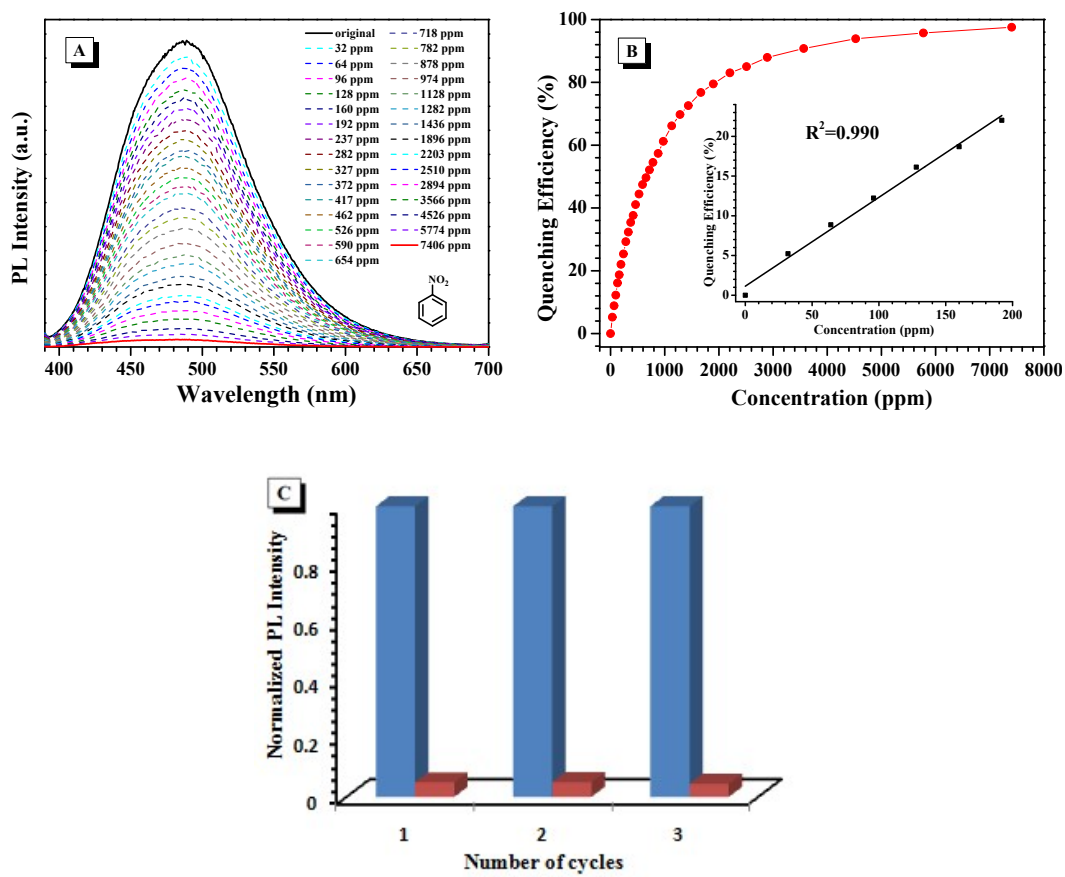 A
PL Intensity (a.u.)
original
32 ppm
64 ppm
96 ppm
128 ppm
160 ppm
192 ppm
237 ppm
282 ppm
327 ppm
372 ppm
417 ppm
462 ppm
526 ppm
590 ppm
654 ppm
718 ppm
782 ppm
878 ppm
974 ppm
1128 ppm
1282 ppm
1436 ppm
1896 ppm
2203 ppm
2510 ppm
2894 ppm
3566 ppm
4526 ppm
5774 ppm
7406 ppm
NO₂
400 450 500 550 600 650 700
Wavelength (nm)
B
Quenching Efficiency (%)
100
80
60
40
20
0
0 1000 2000 3000 4000 5000 6000 7000 8000
Concentration (ppm)
R²=0.990
Quenching Efficiency (%)
20
15
10
5
0
0 50 100 150 200
Concentration (ppm)
C
Normalized PL Intensity
0.8
0.6
0.4
0.2
0
1 2 3
Number of cycles